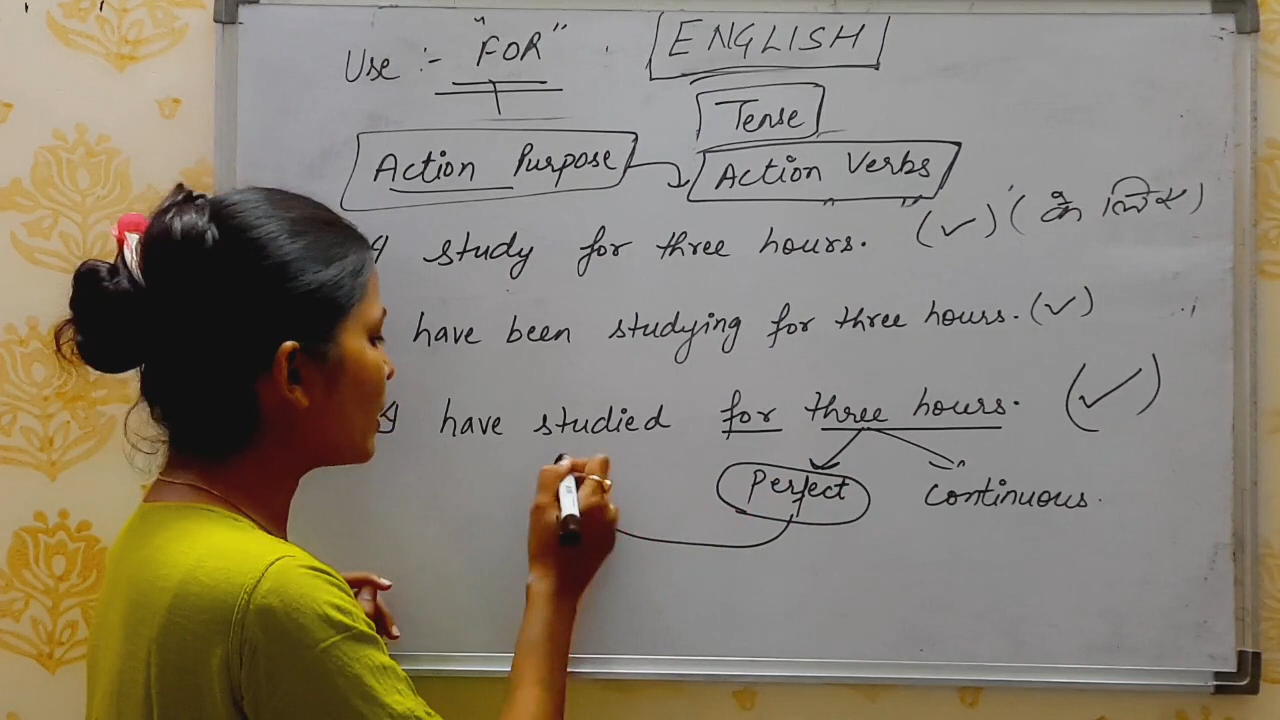 Use :- "FOR"
ENGLISH
Tense
Action Purpose
Action Verbs
I study for three hours. (✓) (के लिए)
have been studying for three hours. (✓)
I have studied for three hours. (✓)
Perfect
continuous.